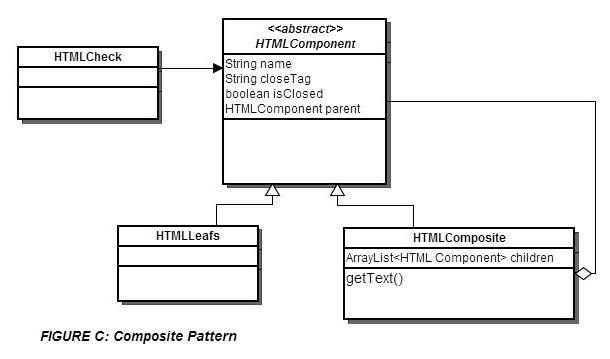 <<abstract>>
HTMLComponent
String name
String closeTag
boolean isClosed
HTMLComponent parent
HTMLCheck
HTMLLeafs
HTMLComposite
ArrayList<HTML Component> children
getText()
FIGURE C: Composite Pattern